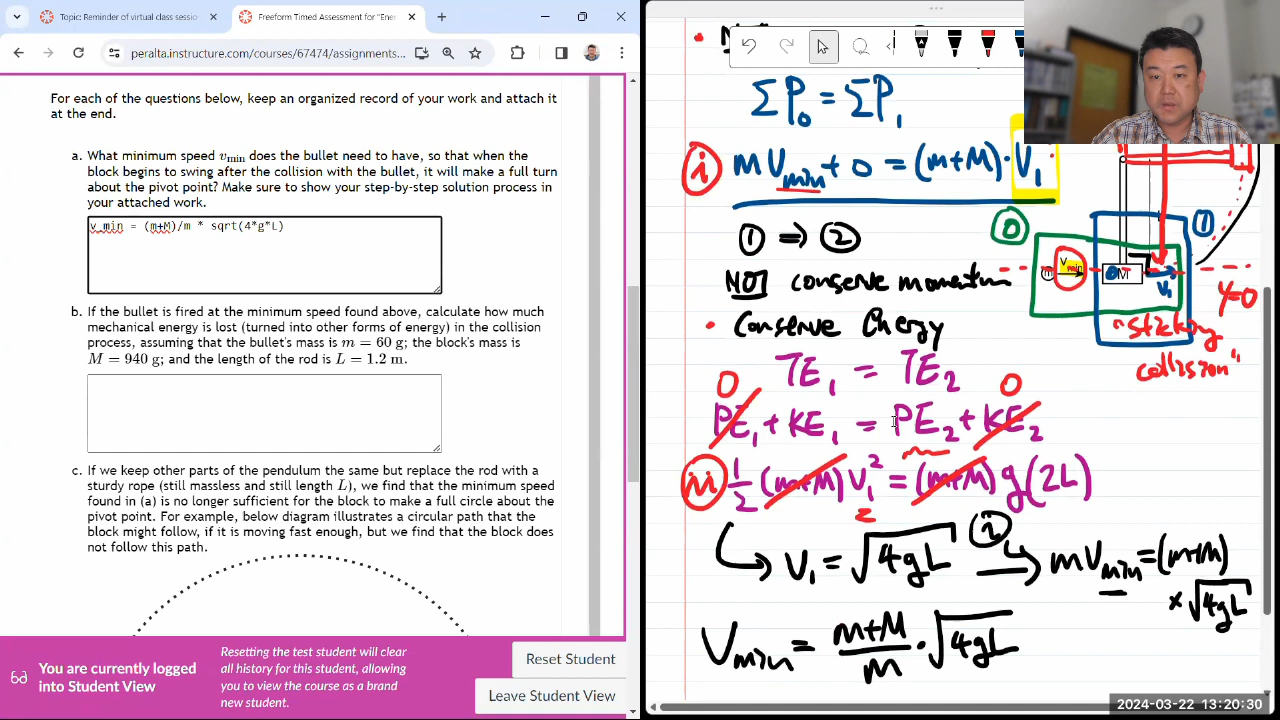 Topic: Reminder of virtual class sessio
Freeform Timed Assessment for "Ener
peralta.instructure.com/courses/67747/assignments...
For each of the questions below, keep an organized record of your work and attach it
at the end.
a. What minimum speed vmin does the bullet need to have, so that when the
block begins to swing after the collision with the bullet, it will make a full turn
about the pivot point? Make sure to show your step-by-step solution process in
your attached work.
v_min = (m+M)/m * sqrt(4*g*L)
b. If the bullet is fired at the minimum speed found above, calculate how much
mechanical energy is lost (turned into other forms of energy) in the collision
process, assuming that the bullet's mass is m = 60 g; the block's mass is
M = 940 g; and the length of the rod is L = 1.2 m.
c. If we keep other parts of the pendulum the same but replace the rod with a
sturdy rope (still massless and still length L), we find that the minimum speed
found in (a) is no longer sufficient for the block to make a full circle about the
pivot point. For example, below diagram illustrates a circular path that the
block might follow, if it is moving fast enough, but we find that the block does
not follow this path.
You are currently logged
into Student View
Resetting the test student will clear
all history for this student, allowing
you to view the course as a brand
new student.
Reset Student
Leave Student View
ΣP₀ = ΣP₁
i mVmin + 0 = (m+M)·V₁
① ⇒ ②
NOT conserve momentum
• Conserve Energy
TE₁ = TE₂
0 0
PE₁ + KE₁ = PE₂ + KE₂
ii ½ (m+M) V₁² = (m+M) g(2L)
V₁ = √4gL i mVmin = (m+M)
× √4gL
Vmin = m+M/m · √4gL
0
1
Vmin
M
V₁
y=0
"sticking
collision"
2024-03-22 13:20:30